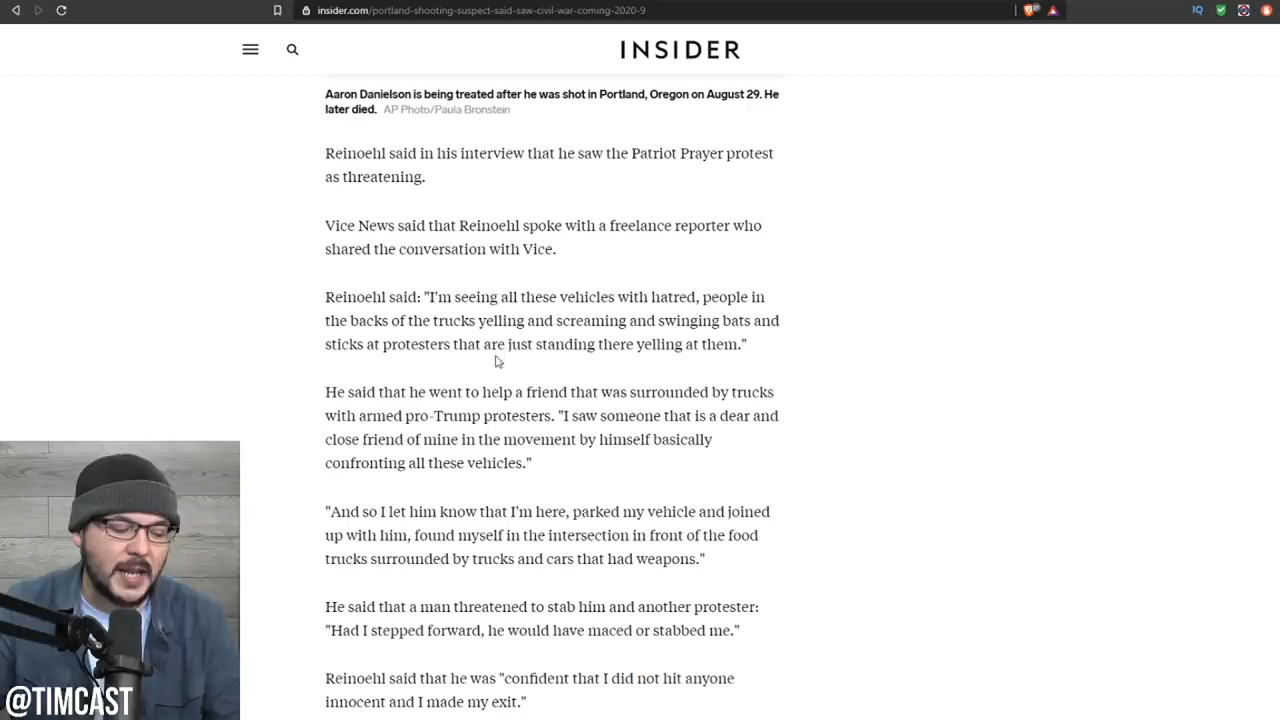 insider.com/portland-shooting-suspect-said-saw-civil-war-coming-2020-9
INSIDER
Aaron Danielson is being treated after he was shot in Portland, Oregon on August 29. He
later died. AP Photo/Paula Bronstein
Reinoehl said in his interview that he saw the Patriot Prayer protest
as threatening.
Vice News said that Reinoehl spoke with a freelance reporter who
shared the conversation with Vice.
Reinoehl said: "I'm seeing all these vehicles with hatred, people in
the backs of the trucks yelling and screaming and swinging bats and
sticks at protesters that are just standing there yelling at them."
He said that he went to help a friend that was surrounded by trucks
with armed pro-Trump protesters. "I saw someone that is a dear and
close friend of mine in the movement by himself basically
confronting all these vehicles."
"And so I let him know that I'm here, parked my vehicle and joined
up with him, found myself in the intersection in front of the food
trucks surrounded by trucks and cars that had weapons."
He said that a man threatened to stab him and another protester:
"Had I stepped forward, he would have maced or stabbed me."
Reinoehl said that he was "confident that I did not hit anyone
innocent and I made my exit."
@TIMCAST